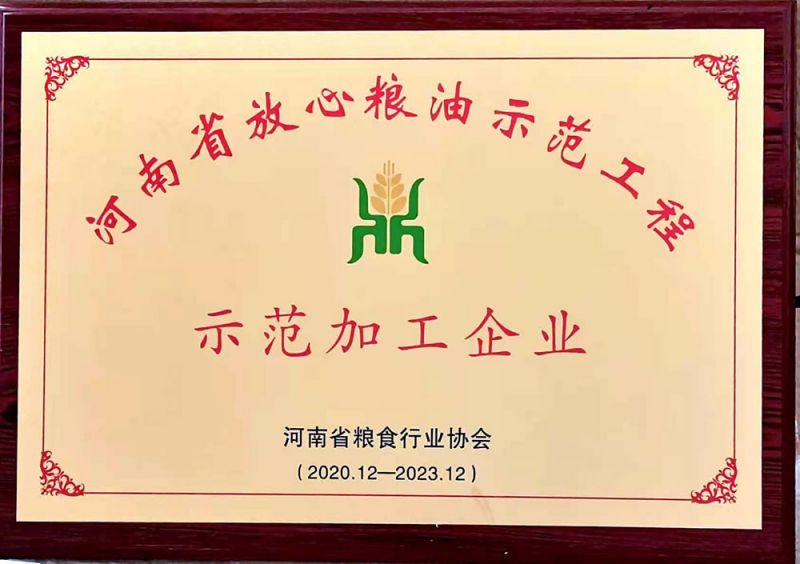 河南省放心粮油示范工程
示范加工企业
河南省粮食行业协会
（2020.12—2023.12）